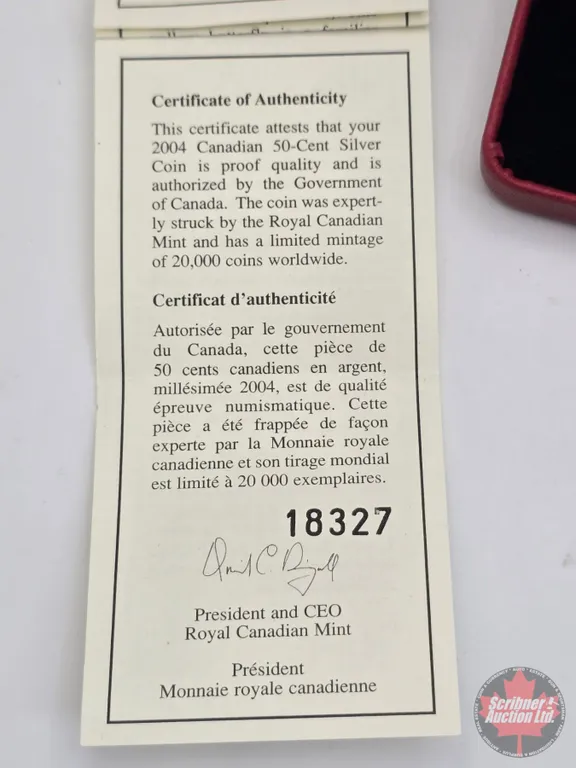 Certificate of Authenticity
This certificate attests that your
2004 Canadian 50-Cent Silver
Coin is proof quality and is
authorized by the Government
of Canada. The coin was expert-
ly struck by the Royal Canadian
Mint and has a limited mintage
of 20,000 coins worldwide.
Certificat d'authenticité
Autorisée par le gouvernement
du Canada, cette pièce de
50 cents canadiens en argent,
millésimée 2004, est de qualité
épreuve numismatique. Cette
pièce a été frappée de façon
experte par la Monnaie royale
canadienne et son tirage mondial
est limité à 20 000 exemplaires.
18327
President and CEO
Royal Canadian Mint
Président
Monnaie royale canadienne
Scribner
Auction Ltd.